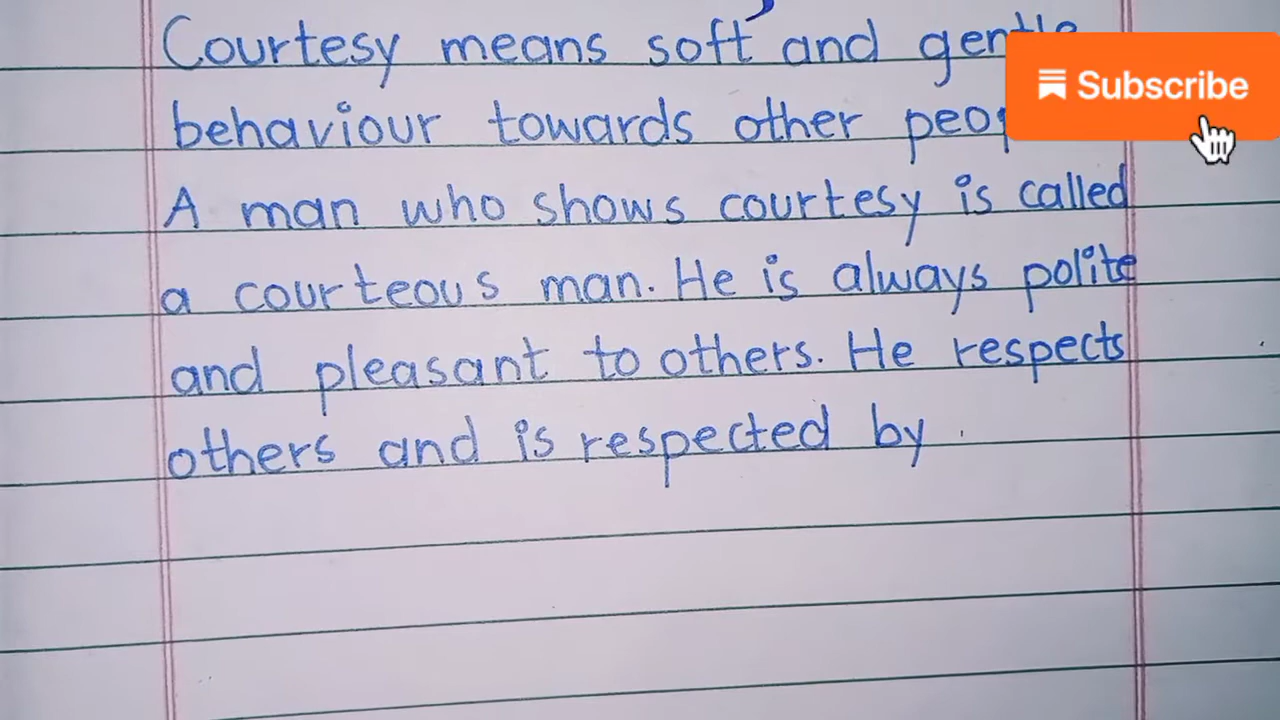 Courtesy means soft and gentle
behaviour towards other
Subscribe
A man who shows courtesy is called
a courteous man. He is always polite
and pleasant to others. He respects
others and is respected by